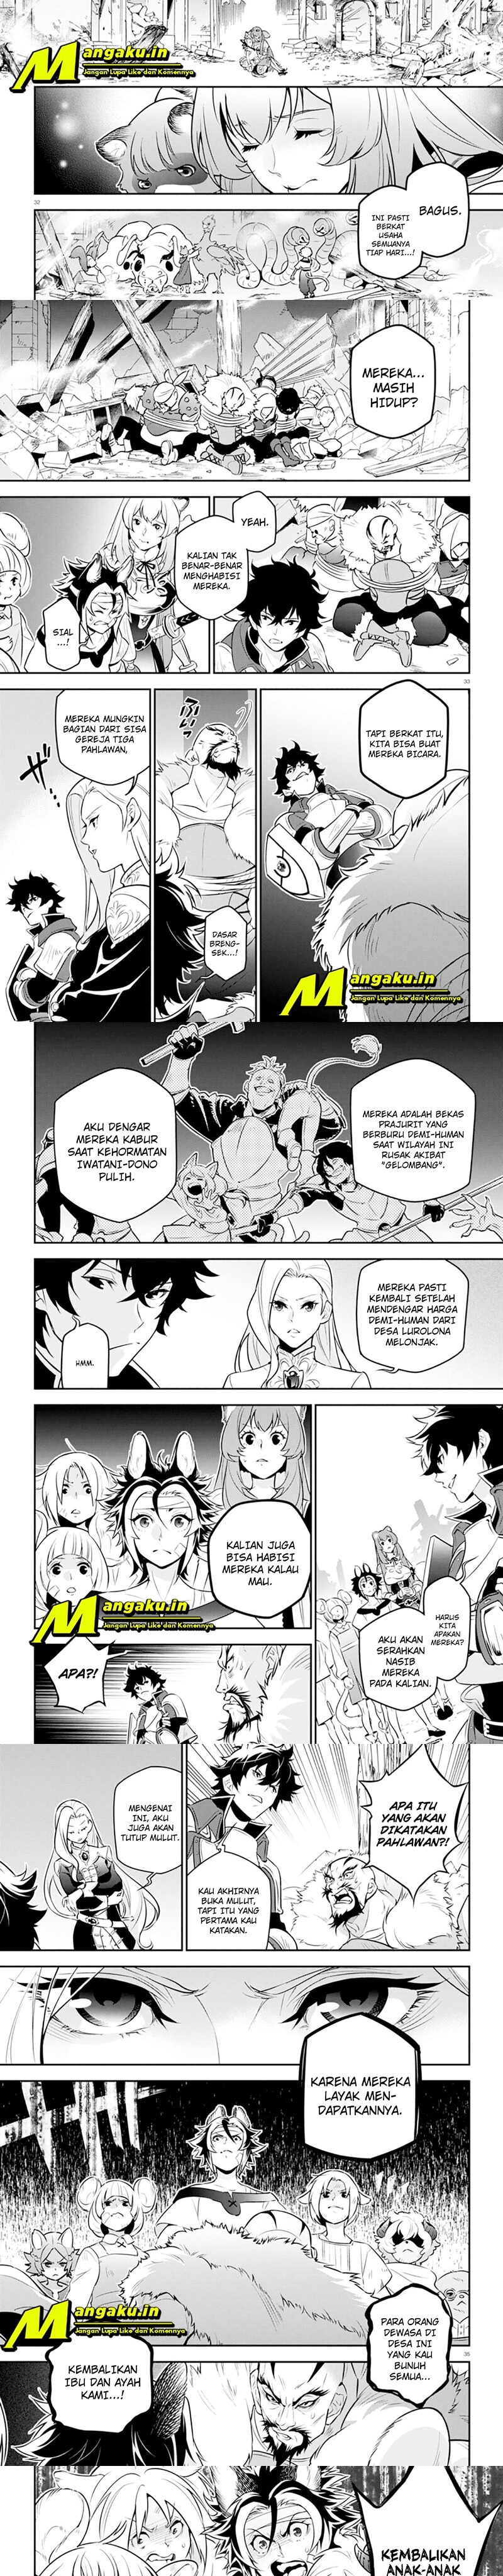 Mangaku.in
Jangan Lupa Like dan Komennya
32
BAGUS.
INI PASTI
BERKAT
USAHA
SEMUANYA
TIAP HARI...!
MEREKA...
MASIH
HIDUP?
YEAH.
KALIAN TAK
BENAR-BENAR
MENGHABISI
MEREKA.
SIAL
...!
33
TAPI BERKAT ITU,
KITA BISA BUAT
MEREKA BICARA.
DASAR
BRENG-
SEK...!
MEREKA MUNGKIN
BAGIAN DARI SISA
GEREJA TIGA
PAHLAWAN,
Mangaku.in
Jangan Lupa Like dan Komennya
MEREKA ADALAH BEKAS
PRAJURIT YANG
BERBURU DEMI-HUMAN
SAAT WILAYAH INI
RUSAK AKIBAT
"GELOMBANG".
AKU DENGAR
MEREKA KABUR
SAAT KEHORMATAN
IWATANI-DONO
PULIH.
MEREKA PASTI
KEMBALI SETELAH
MENDENGAR HARGA
DEMI-HUMAN DARI
DESA LUROLONA
MELONJAK.
HMM.
HARUS
KITA
APAKAN
MEREKA?
AKU AKAN
SERAHKAN
NASIB
MEREKA
PADA KALIAN.
KALIAN JUGA
BISA HABISI
MEREKA KALAU
MAU.
Mangaku.in
Jangan Lupa Like dan Komennya
APA?!
APA ITU
YANG AKAN
DIKATAKAN
PAHLAWAN?!
KAU AKHIRNYA
BUKA MULUT,
TAPI ITU YANG
PERTAMA KAU
KATAKAN.
MENGENAI
INI, AKU
JUGA AKAN
TUTUP MULUT.
KARENA MEREKA
LAYAK MEN-
DAPATKANNYA.
Mangaku.in
Jangan Lupa Like dan Komennya
35
PARA ORANG
DEWASA DI
DESA INI
YANG KAU
BUNUH
SEMUA...
KEMBALIKAN
IBU DAN AYAH
KAMI...!
KEMBALIKAN
ANAK-ANAK